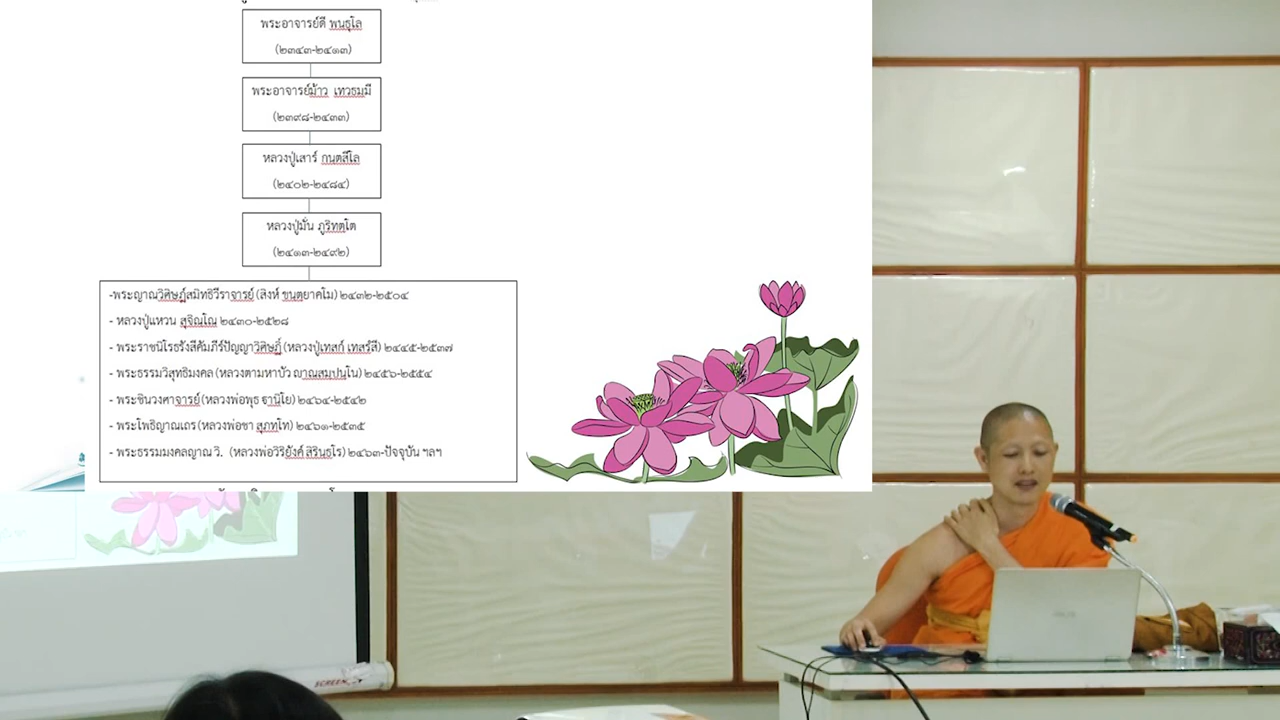 พระอาจารย์ดี พนฺธุโล
(๒๓๔๓-๒๔๑๓)
พระอาจารย์ม้าว เทวธมมี
(๒๓๙๘-๒๔๓๓)
หลวงปู่เสาร์ กนตสีโล
(๒๔๐๒-๒๔๘๔)
หลวงปู่มั่น ภูริทตฺโต
(๒๔๑๓-๒๔๙๒)
-พระญาณวิศิษฏ์สมิทธิวีราจารย์ (สิงห์ ขนฺตฺยาคโม) ๒๔๓๒-๒๕๐๔
- หลวงปู่แหวน สุจิณฺโณ ๒๔๓๐-๒๕๒๘
- พระราชนิโรธรังสีคัมภีร์ปัญญาวิศิษฏ์ (หลวงปู่เทสก์ เทสรํสี) ๒๔๔๕-๒๕๓๗
- พระธรรมวิสุทธิมงคล (หลวงตามหาบัว ญาณสมฺปนฺโน) ๒๔๕๖-๒๕๕๔
- พระชินวงศาจารย์ (หลวงพ่อพุธ ฐานิโย) ๒๔๖๔-๒๕๔๒
- พระโพธิญาณเถร (หลวงพ่อชา สุภทฺโท) ๒๔๖๑-๒๕๓๕
- พระธรรมมงคลญาณ วิ. (หลวงพ่อวิริยังค์ สิรินฺธโร) ๒๔๖๓-ปัจจุบัน ฯลฯ